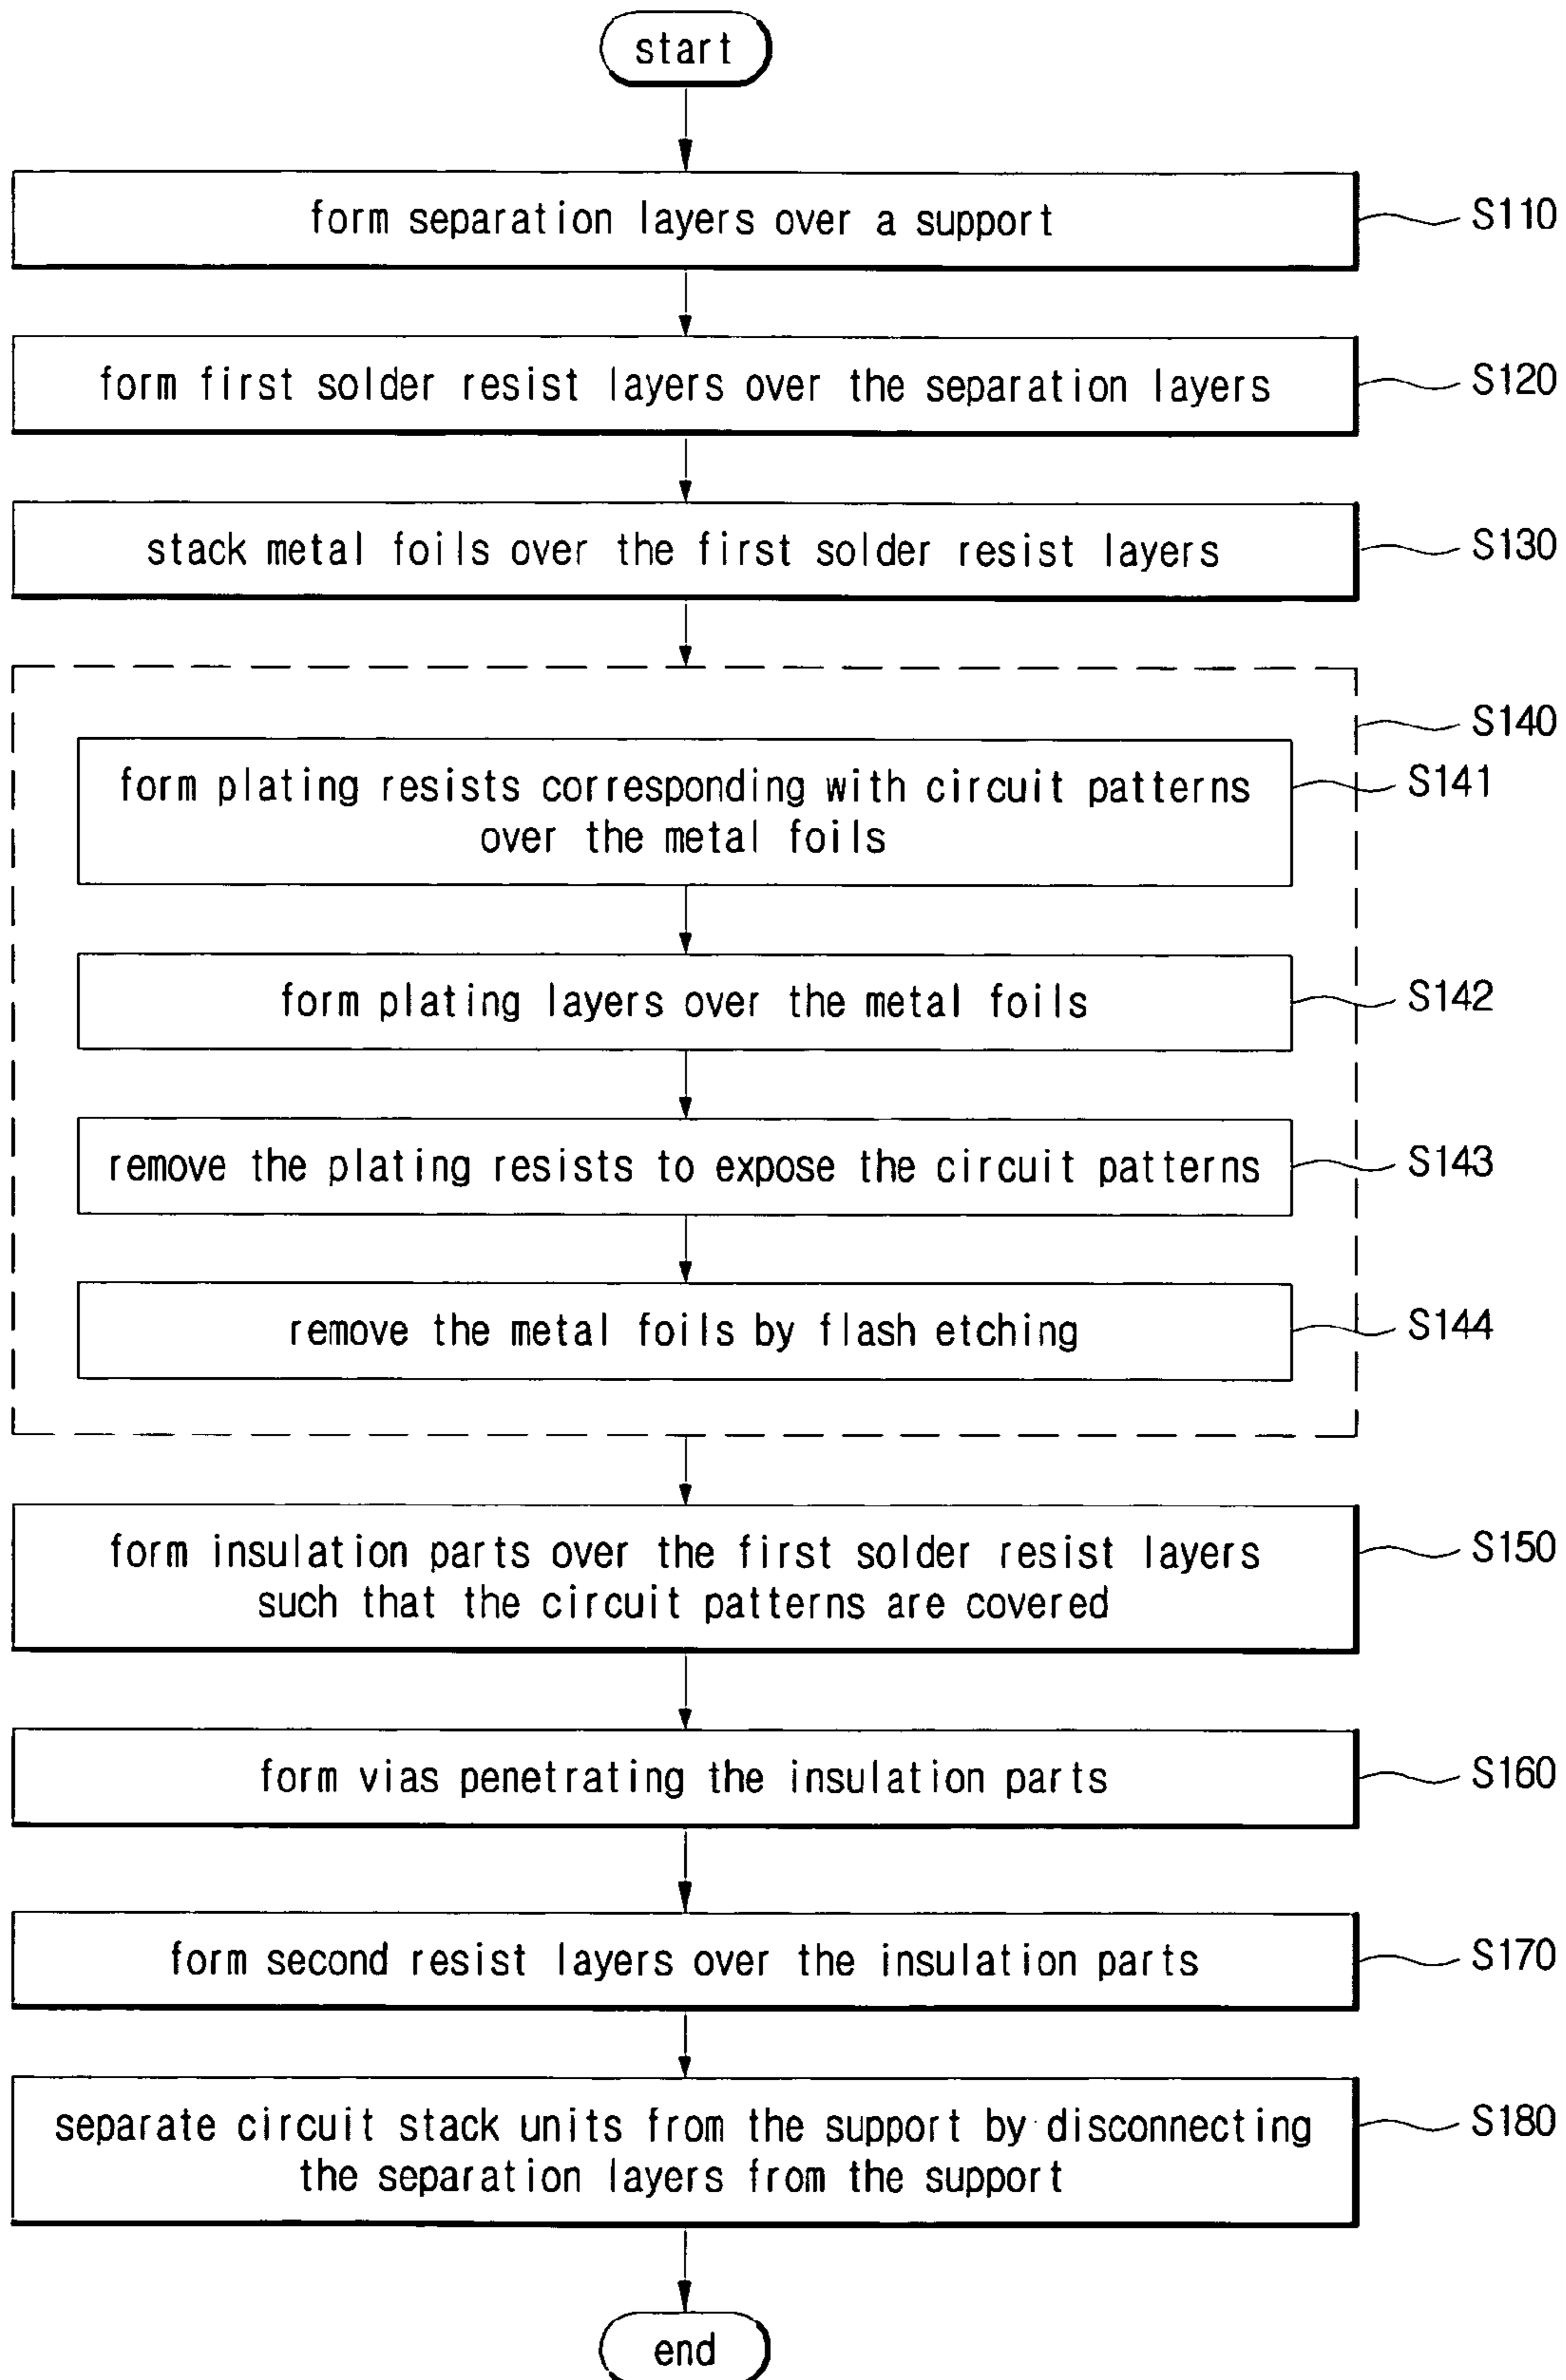 start
form separation layers over a support
S110
form first solder resist layers over the separation layers
S120
stack metal foils over the first solder resist layers
S130
S140
form plating resists corresponding with circuit patterns
over the metal foils
S141
form plating layers over the metal foils
S142
remove the plating resists to expose the circuit patterns
S143
remove the metal foils by flash etching
S144
form insulation parts over the first solder resist layers
such that the circuit patterns are covered
S150
form vias penetrating the insulation parts
S160
form second resist layers over the insulation parts
S170
separate circuit stack units from the support by disconnecting
the separation layers from the support
S180
end